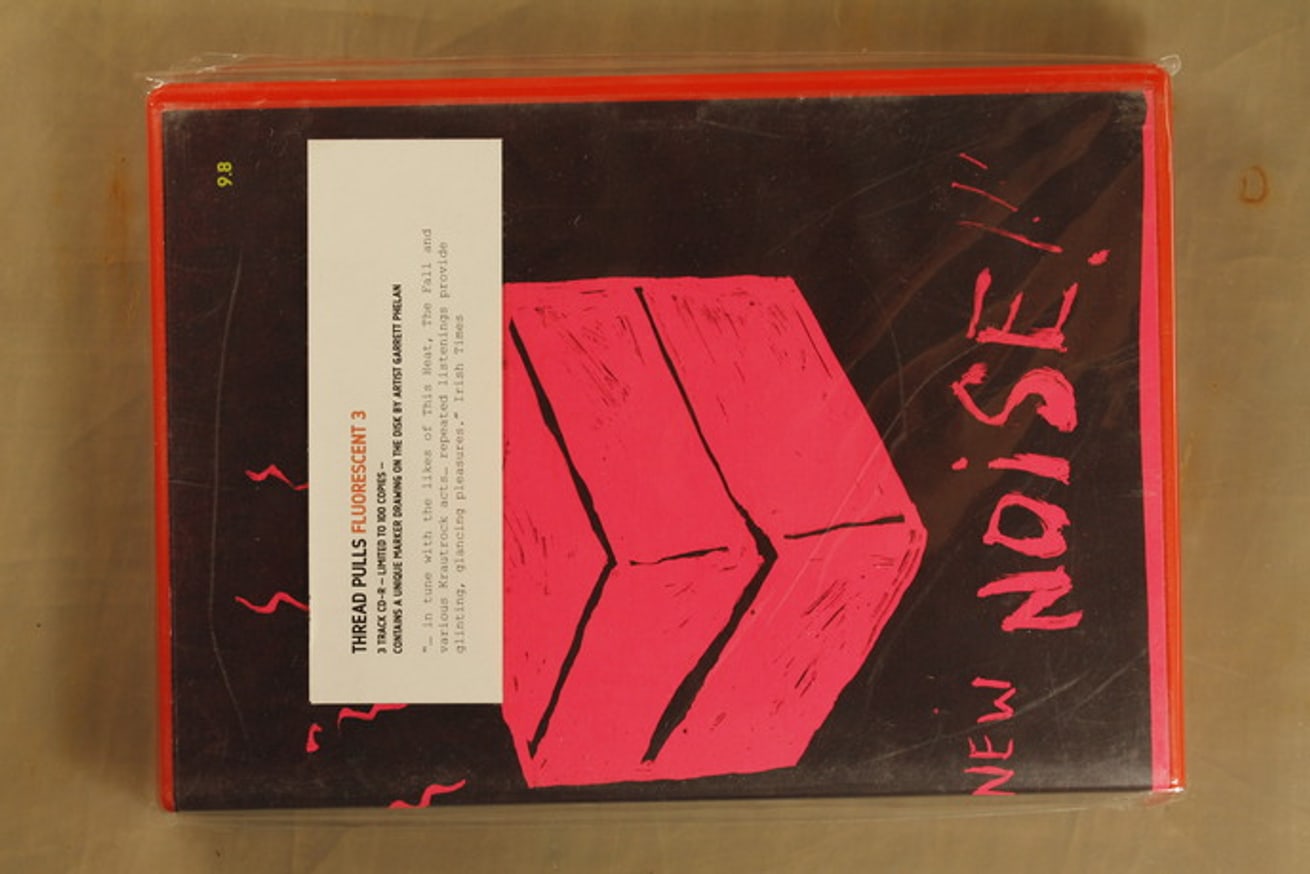 9.8
THREAD PULLS FLUORESCENT 3
3 TRACK CD-R – LIMITED TO 100 COPIES –
CONTAINS A UNIQUE MARKER DRAWING ON THE DISK BY ARTIST GARRETT PHELAN
"… in tune with the likes of This Heat, The Fall and
various Krautrock acts… repeated listenings provide
glinting, glancing pleasures." Irish Times
NEW NOiSE.'!''